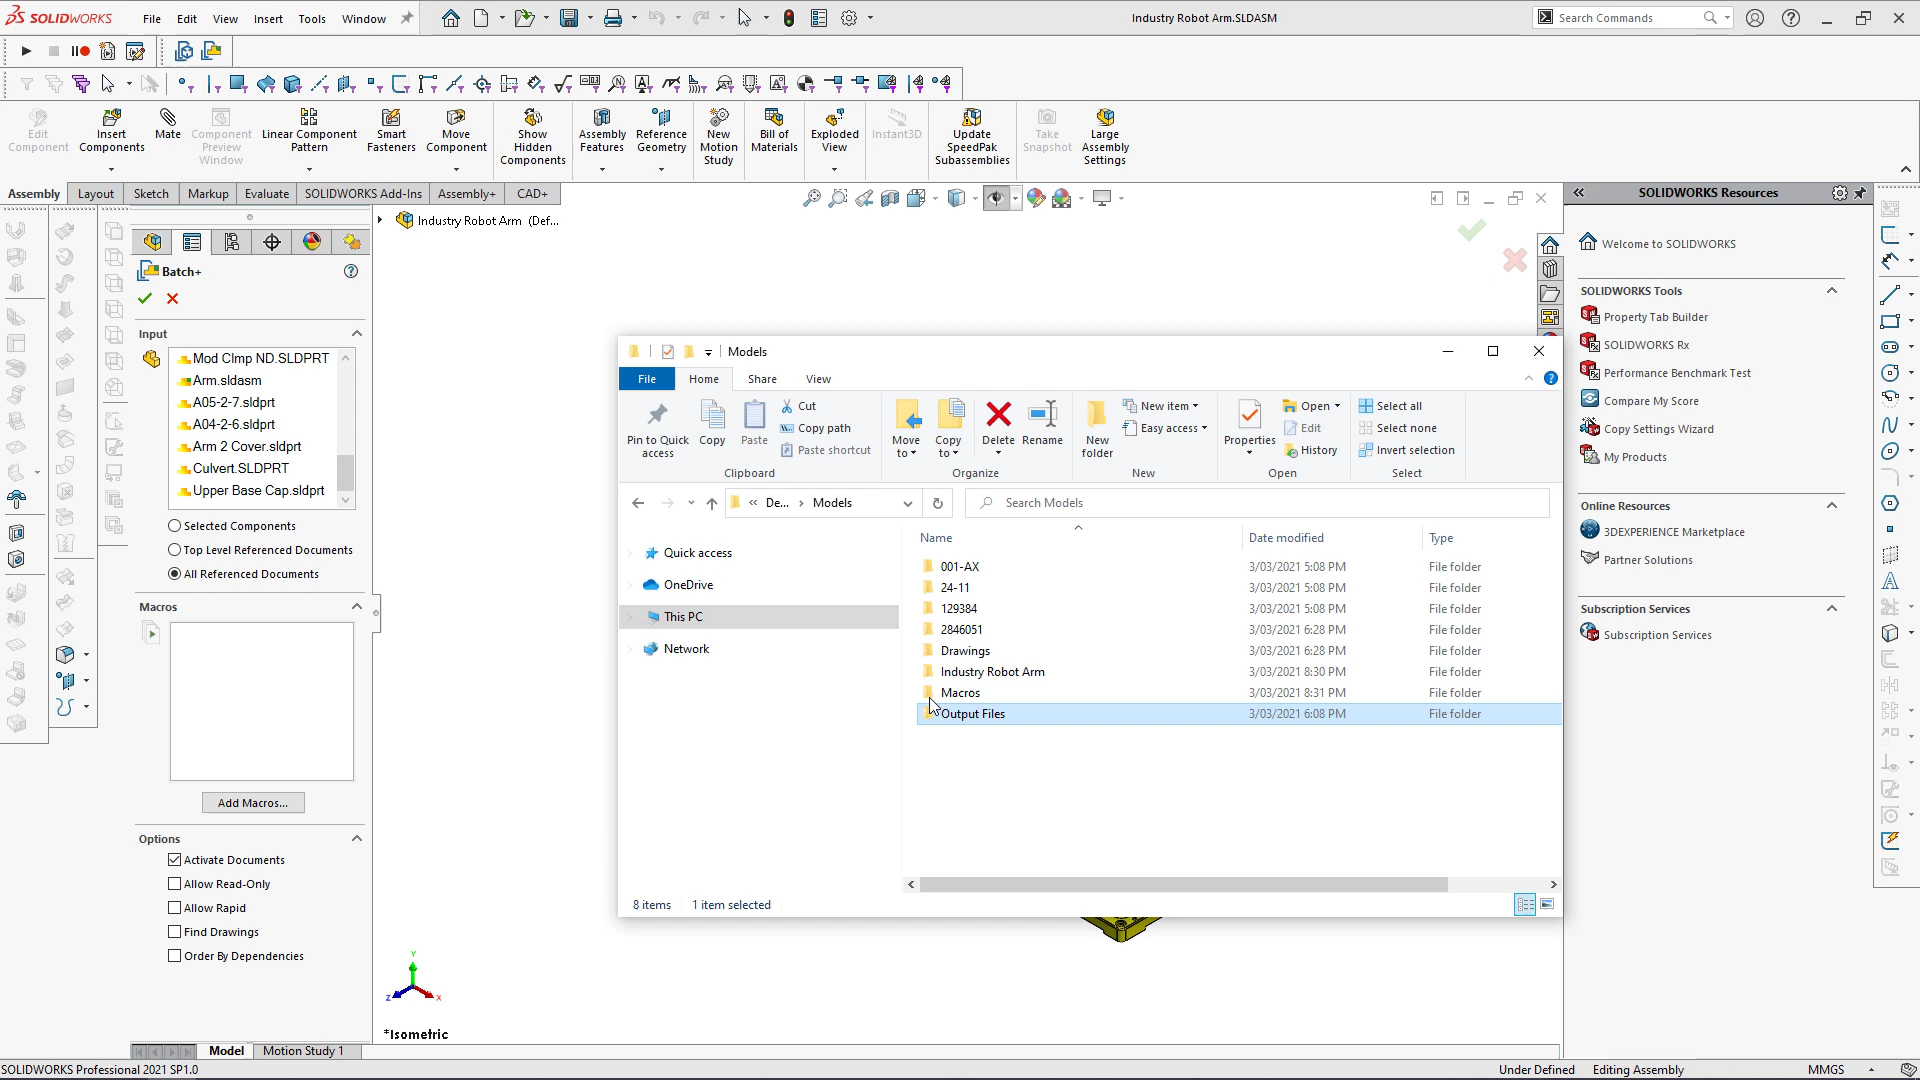 SOLIDWORKS
File Edit View Insert Tools Window
Industry Robot Arm.SLDASM
Search Commands
Edit Component
Insert Components
Mate
Component Preview Window
Linear Component Pattern
Smart Fasteners
Move Component
Show Hidden Components
Assembly Features
Reference Geometry
New Motion Study
Bill of Materials
Exploded View
Instant3D
Update SpeedPak Subassemblies
Take Snapshot
Large Assembly Settings
Assembly Layout Sketch Markup Evaluate SOLIDWORKS Add-Ins Assembly+ CAD+
Industry Robot Arm (Def...
Batch+
Input
Mod Clmp ND.SLDPRT
Arm.sldasm
A05-2-7.sldprt
A04-2-6.sldprt
Arm 2 Cover.sldprt
Culvert.SLDPRT
Upper Base Cap.sldprt
Selected Components
Top Level Referenced Documents
All Referenced Documents
Macros
Add Macros...
Options
Activate Documents
Allow Read-Only
Allow Rapid
Find Drawings
Order By Dependencies
Models
File Home Share View
Pin to Quick access
Copy
Paste
Cut
Copy path
Paste shortcut
Clipboard
Move to
Copy to
Delete
Rename
Organize
New folder
New item
Easy access
New
Properties
Open
Edit
History
Open
Select all
Select none
Invert selection
Select
« De... › Models
Search Models
Quick access
OneDrive
This PC
Network
Name Date modified Type
001-AX 3/03/2021 5:08 PM File folder
24-11 3/03/2021 5:08 PM File folder
129384 3/03/2021 5:08 PM File folder
2846051 3/03/2021 6:28 PM File folder
Drawings 3/03/2021 6:28 PM File folder
Industry Robot Arm 3/03/2021 8:30 PM File folder
Macros 3/03/2021 8:31 PM File folder
Output Files 3/03/2021 6:08 PM File folder
8 items 1 item selected
SOLIDWORKS Resources
Welcome to SOLIDWORKS
SOLIDWORKS Tools
Property Tab Builder
SOLIDWORKS Rx
Performance Benchmark Test
Compare My Score
Copy Settings Wizard
My Products
Online Resources
3DEXPERIENCE Marketplace
Partner Solutions
Subscription Services
Subscription Services
Y
Z X
*Isometric
Model Motion Study 1
SOLIDWORKS Professional 2021 SP1.0
Under Defined Editing Assembly MMGS